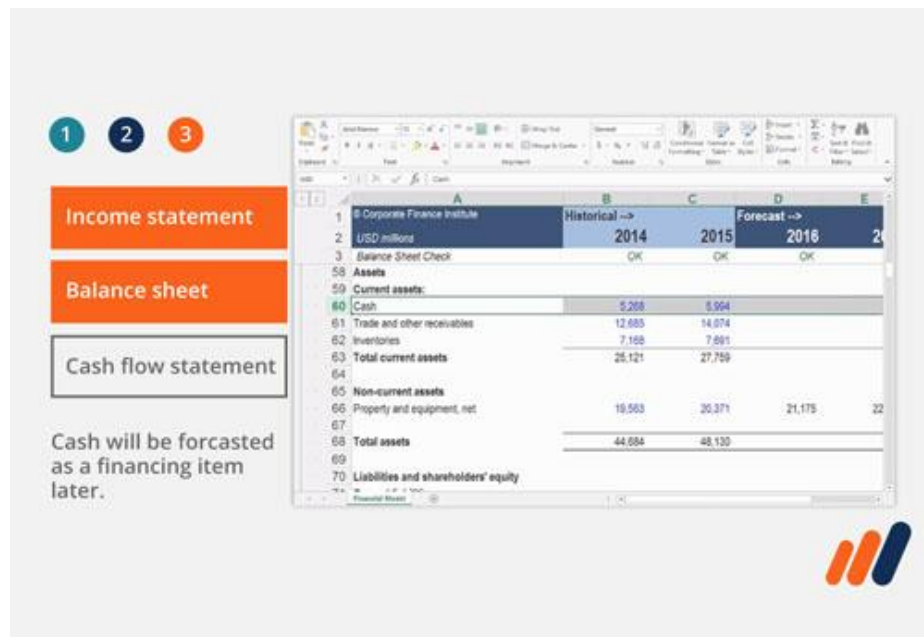 1 2 3
Income statement
Balance sheet
Cash flow statement
Cash will be forcasted
as a financing item
later.
Cash
A B C D E
1 © Corporate Finance Institute Historical --> Forecast -->
2 USD millions 2014 2015 2016
3 Balance Sheet Check OK OK OK
58 Assets
59 Current assets:
60 Cash 5,268 5,994
61 Trade and other receivables 12,685 14,074
62 Inventories 7,168 7,691
63 Total current assets 25,121 27,759
64
65 Non-current assets
66 Property and equipment, net 19,563 20,371 21,175 22
67
68 Total assets 44,684 48,130
69
70 Liabilities and shareholders' equity
Financial Model